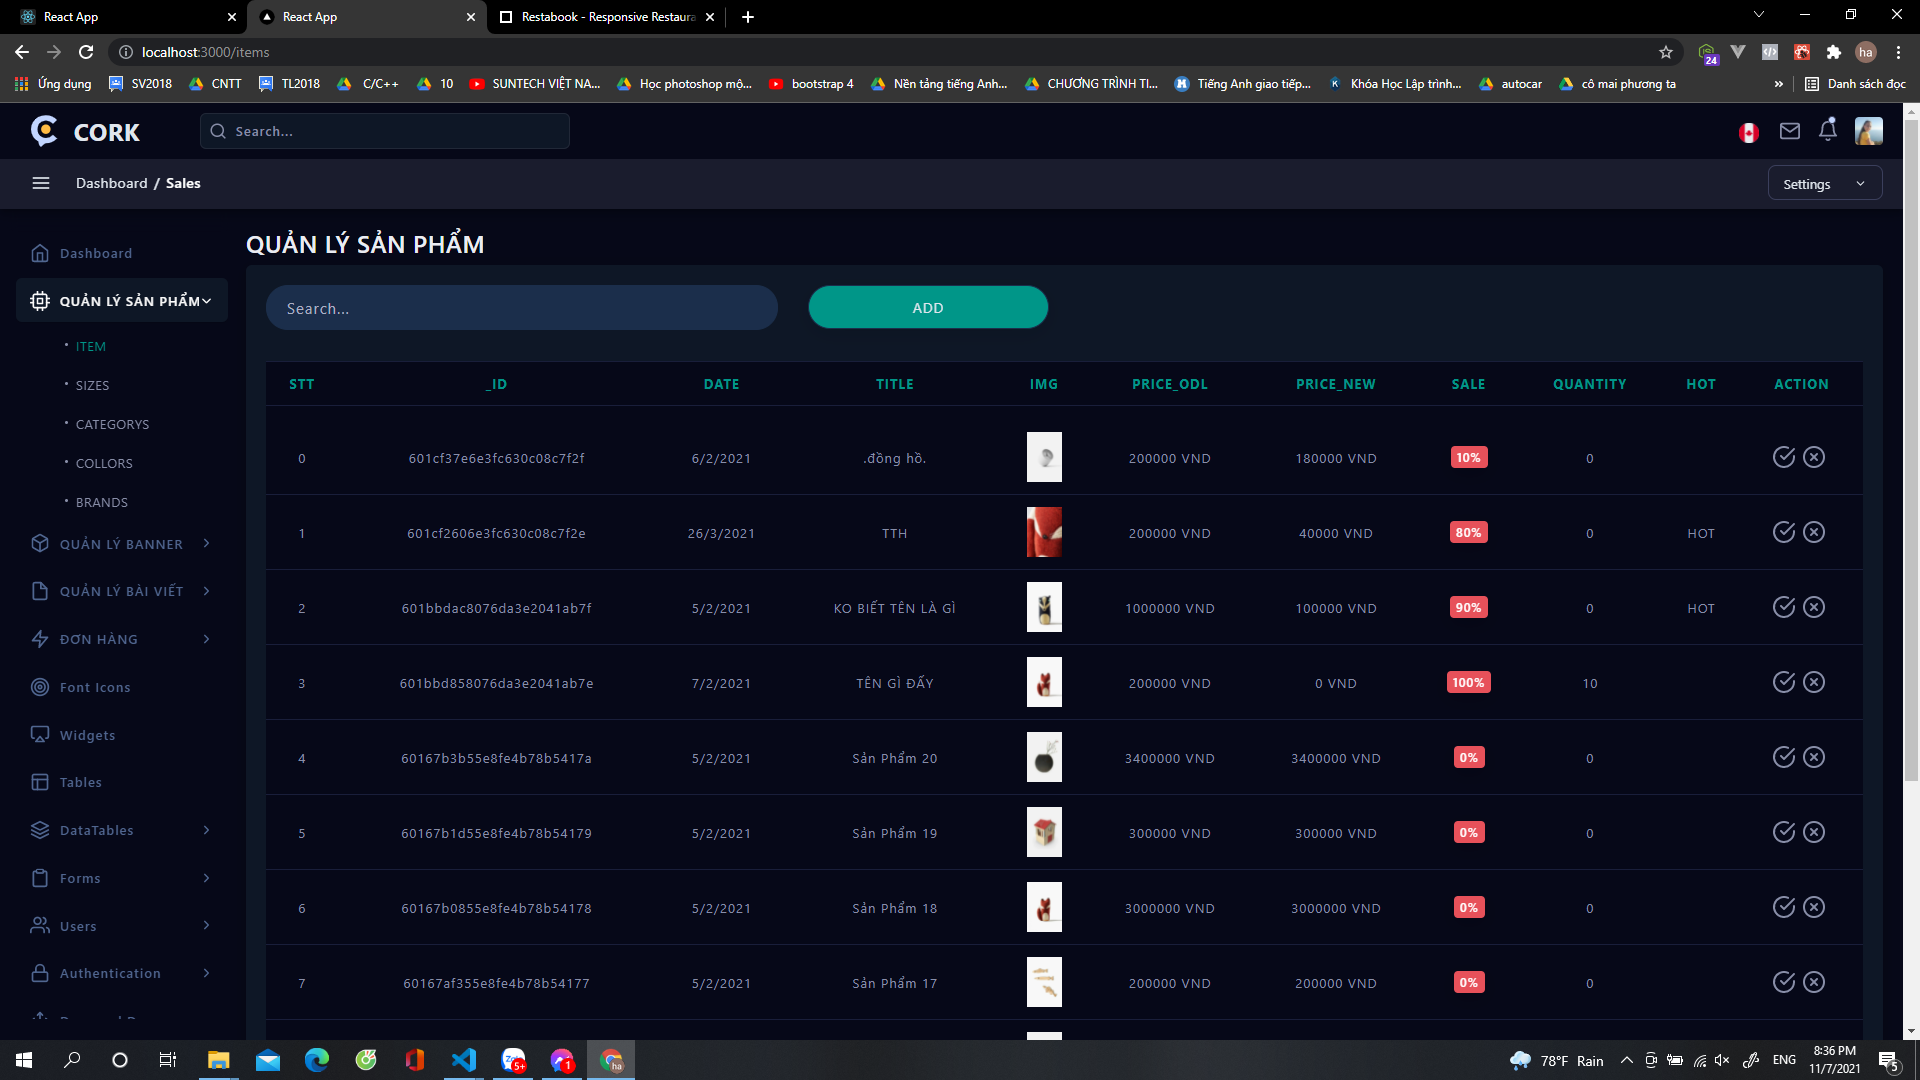 React App
React App
Restabook - Responsive Restaura
localhost:3000/items
24
ha
Ứng dụng
SV2018
CNTT
TL2018
C/C++
10
SUNTECH VIỆT NA...
Học photoshop mộ...
bootstrap 4
Nền tảng tiếng Anh...
CHƯƠNG TRÌNH TI...
Tiếng Anh giao tiếp...
Khóa Học Lập trình...
autocar
cô mai phương ta
»
Danh sách đọc
CORK
Search...
Dashboard / Sales
Settings
Dashboard
QUẢN LÝ SẢN PHẨM
ITEM
SIZES
CATEGORYS
COLLORS
BRANDS
QUẢN LÝ BANNER
QUẢN LÝ BÀI VIẾT
ĐƠN HÀNG
Font Icons
Widgets
Tables
DataTables
Forms
Users
Authentication
QUẢN LÝ SẢN PHẨM
Search...
ADD
STT _ID DATE TITLE IMG PRICE_ODL PRICE_NEW SALE QUANTITY HOT ACTION
0 601cf37e6e3fc630c08c7f2f 6/2/2021 .đồng hồ. 200000 VND 180000 VND 10% 0
1 601cf2606e3fc630c08c7f2e 26/3/2021 TTH 200000 VND 40000 VND 80% 0 HOT
2 601bbdac8076da3e2041ab7f 5/2/2021 KO BIẾT TÊN LÀ GÌ 1000000 VND 100000 VND 90% 0 HOT
3 601bbd858076da3e2041ab7e 7/2/2021 TÊN GÌ ĐẤY 200000 VND 0 VND 100% 10
4 60167b3b55e8fe4b78b5417a 5/2/2021 Sản Phẩm 20 3400000 VND 3400000 VND 0% 0
5 60167b1d55e8fe4b78b54179 5/2/2021 Sản Phẩm 19 300000 VND 300000 VND 0% 0
6 60167b0855e8fe4b78b54178 5/2/2021 Sản Phẩm 18 3000000 VND 3000000 VND 0% 0
7 60167af355e8fe4b78b54177 5/2/2021 Sản Phẩm 17 200000 VND 200000 VND 0% 0
5+
1
ha
78°F Rain
ENG
8:36 PM
11/7/2021
5